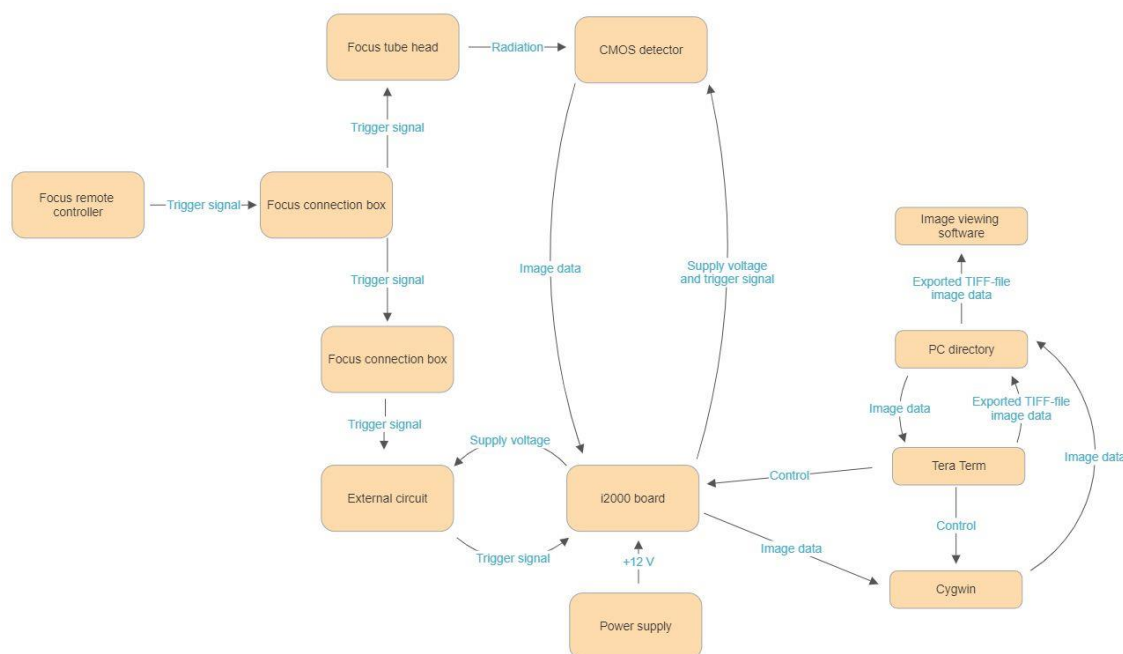 Focus tube head
Radiation
CMOS detector
Trigger signal
Focus remote
controller
Trigger signal
Focus connection box
Image viewing
software
Trigger signal
Image data
Supply voltage
and trigger signal
Exported TIFF-file
image data
Focus connection box
PC directory
Image data
Exported TIFF-file
image data
Trigger signal
Supply voltage
Image data
Tera Term
Control
External circuit
i2000 board
Control
Trigger signal
Image data
+12 V
Cygwin
Power supply